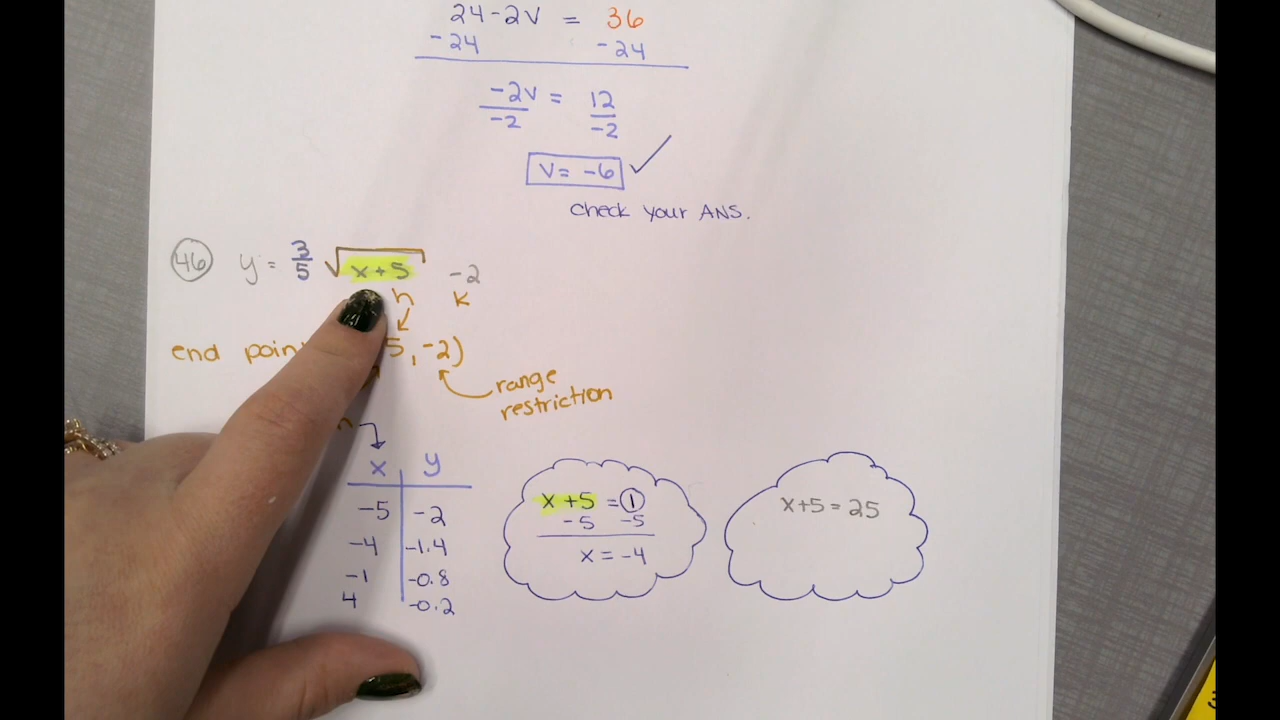 24-2V = 36
-24 -24
-2V = 12
-2 -2
V = -6 ✓
check your ANS.
46 y = 3/5 √x+5 -2
h K
end poin 5, -2)
range
restriction
x y
-5 -2
-4 -1.4
-1 -0.8
4 -0.2
x+5 = 1
-5 -5
x = -4
x+5 = 25